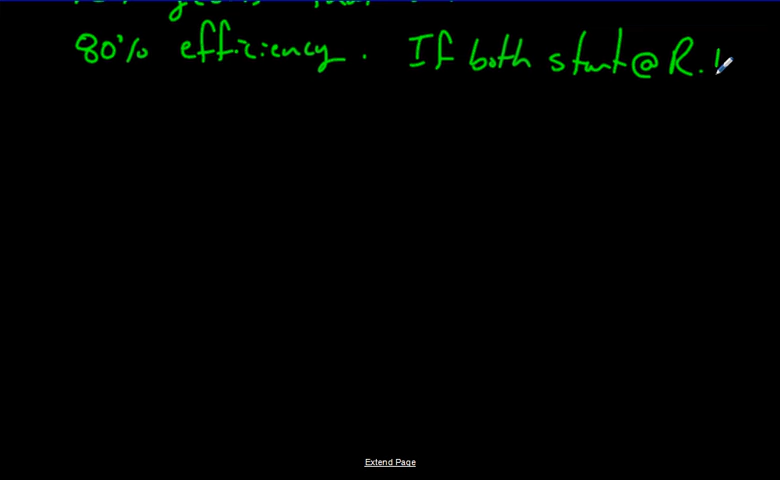 80% efficiency. If both start @ R.
Extend Page